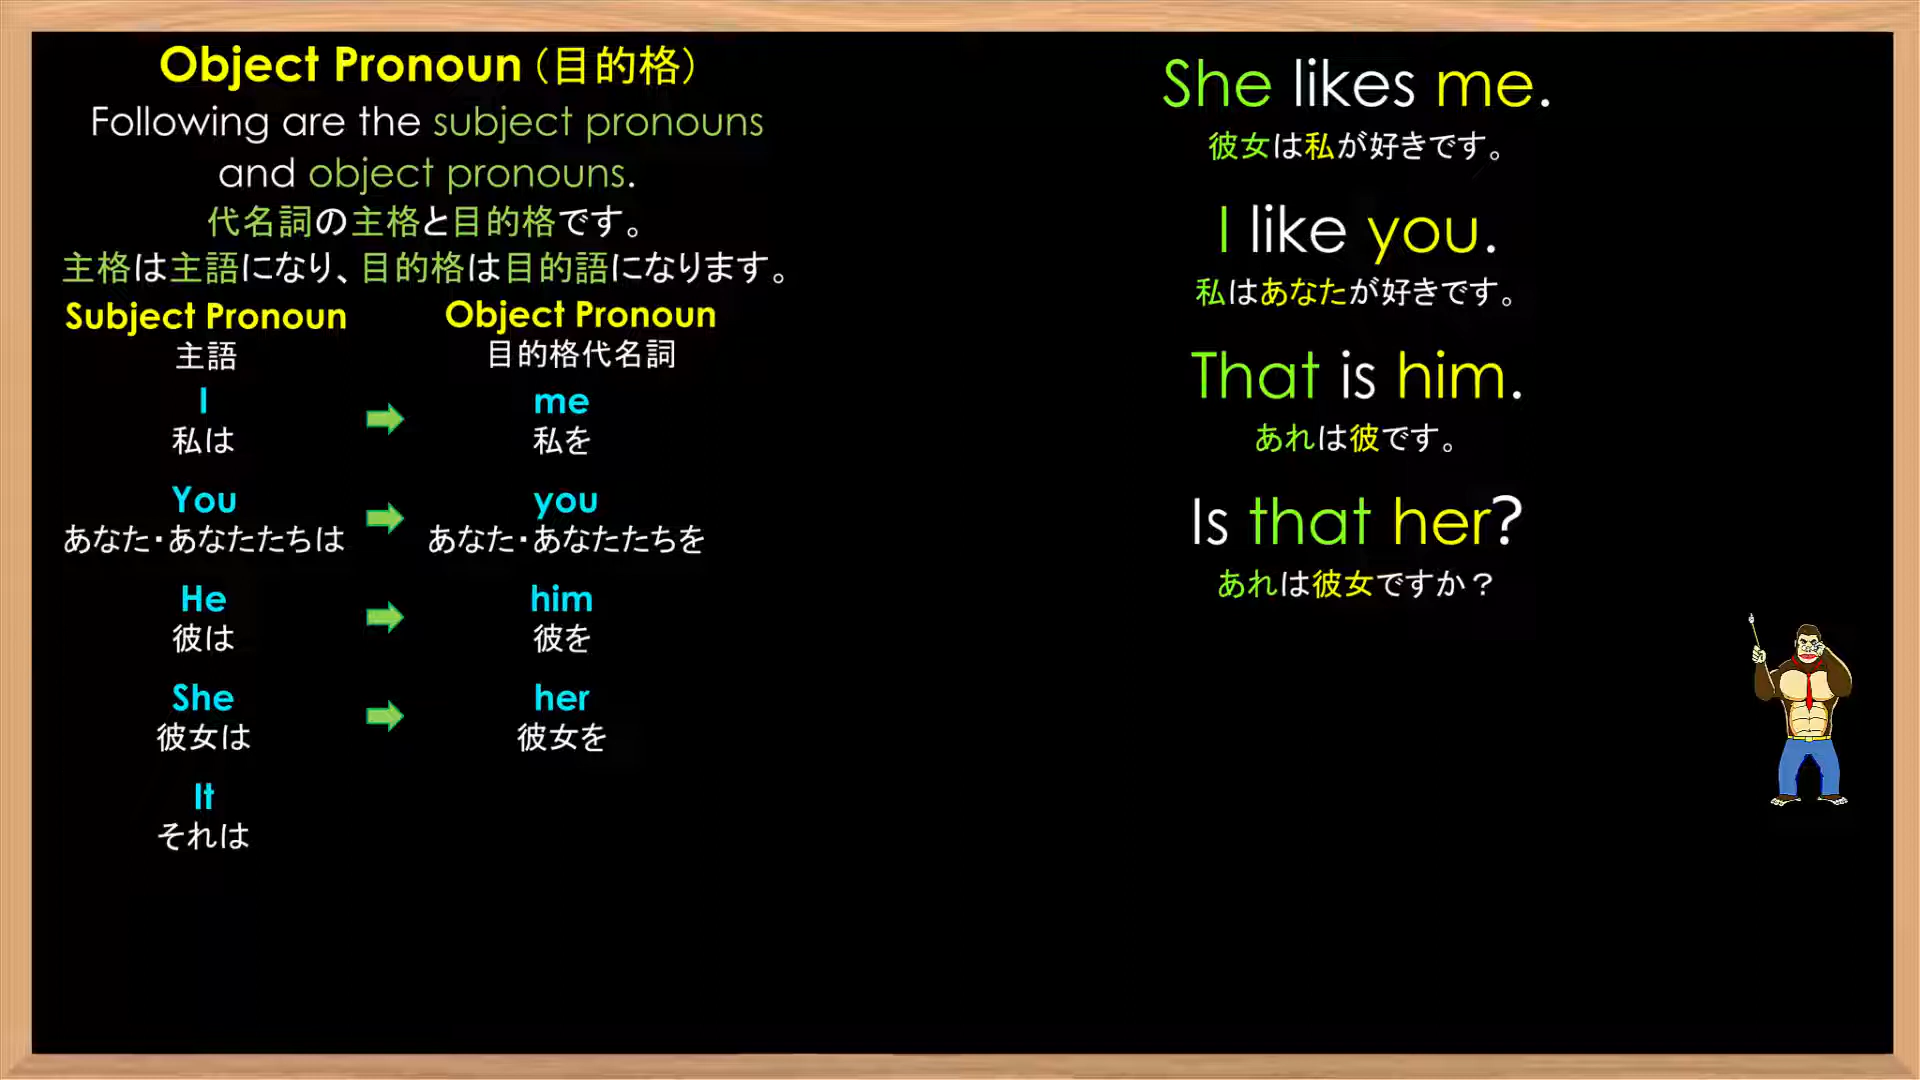 Object Pronoun（目的格）
Following are the subject pronouns
and object pronouns.
代名詞の主格と目的格です。
主格は主語になり、目的格は目的語になります。
Subject Pronoun
主語
Object Pronoun
目的格代名詞
I
私は
me
私を
You
あなた・あなたたちは
you
あなた・あなたたちを
He
彼は
him
彼を
She
彼女は
her
彼女を
It
それは
She likes me.
彼女は私が好きです。
I like you.
私はあなたが好きです。
That is him.
あれは彼です。
Is that her?
あれは彼女ですか？